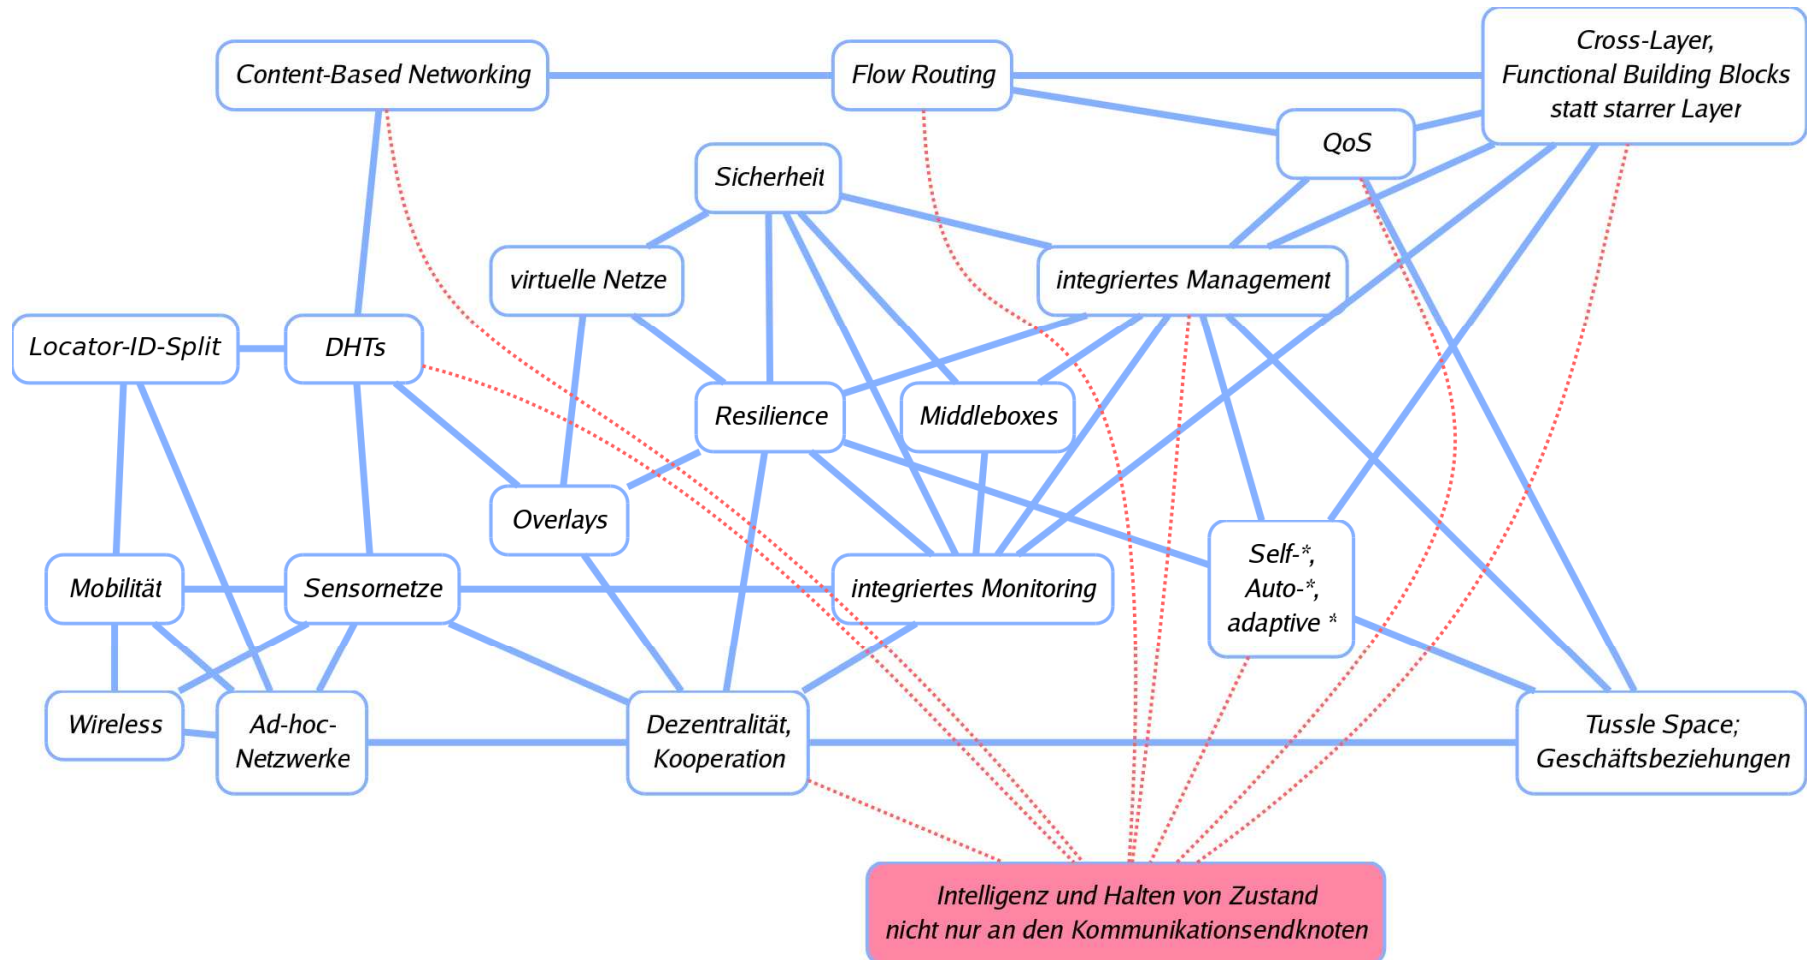 Content-Based Networking
Flow Routing
Cross-Layer,
Functional Building Blocks
statt starrer Layer
QoS
Sicherheit
virtuelle Netze
integriertes Management
Locator-ID-Split
DHTs
Resilience
Middleboxes
Overlays
Mobilität
Sensornetze
integriertes Monitoring
Self-*,
Auto-*,
adaptive *
Wireless
Ad-hoc-
Netzwerke
Dezentralität,
Kooperation
Tussle Space;
Geschäftsbeziehungen
Intelligenz und Halten von Zustand
nicht nur an den Kommunikationsendknoten